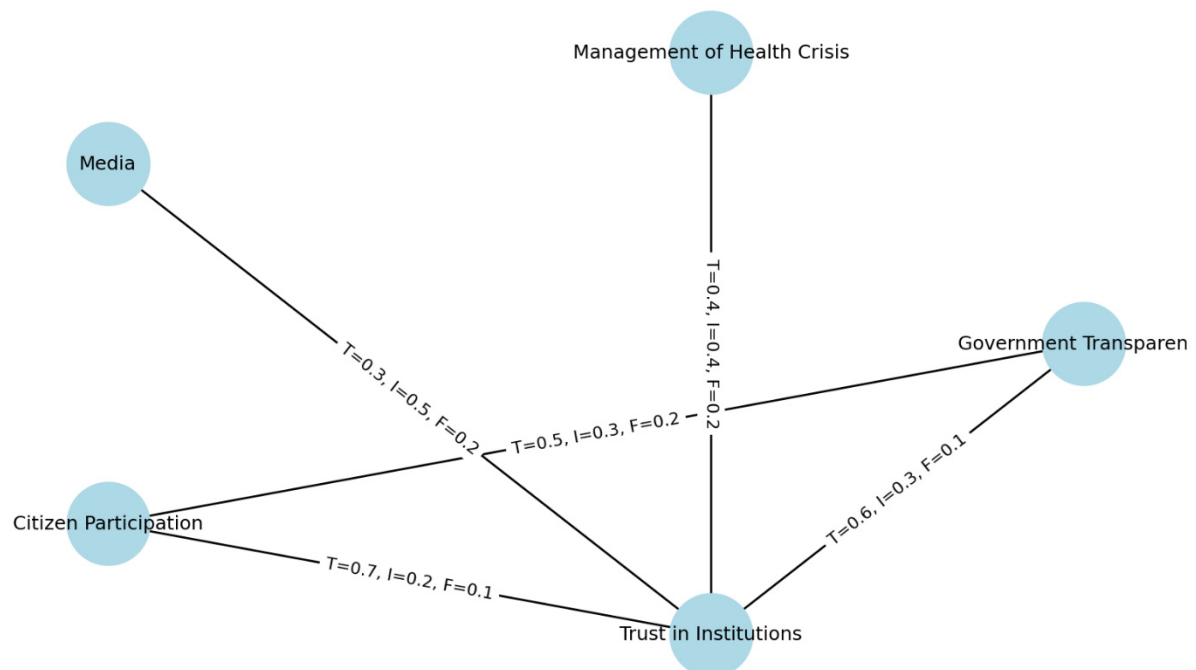 Management of Health Crisis
Media
T=0.4, I=0.4, F=0.2
Government Transparen
T=0.3, I=0.5, F=0.2
T=0.5, I=0.3, F=0.2
T=0.6, I=0.3, F=0.1
Citizen Participation
T=0.7, I=0.2, F=0.1
Trust in Institutions